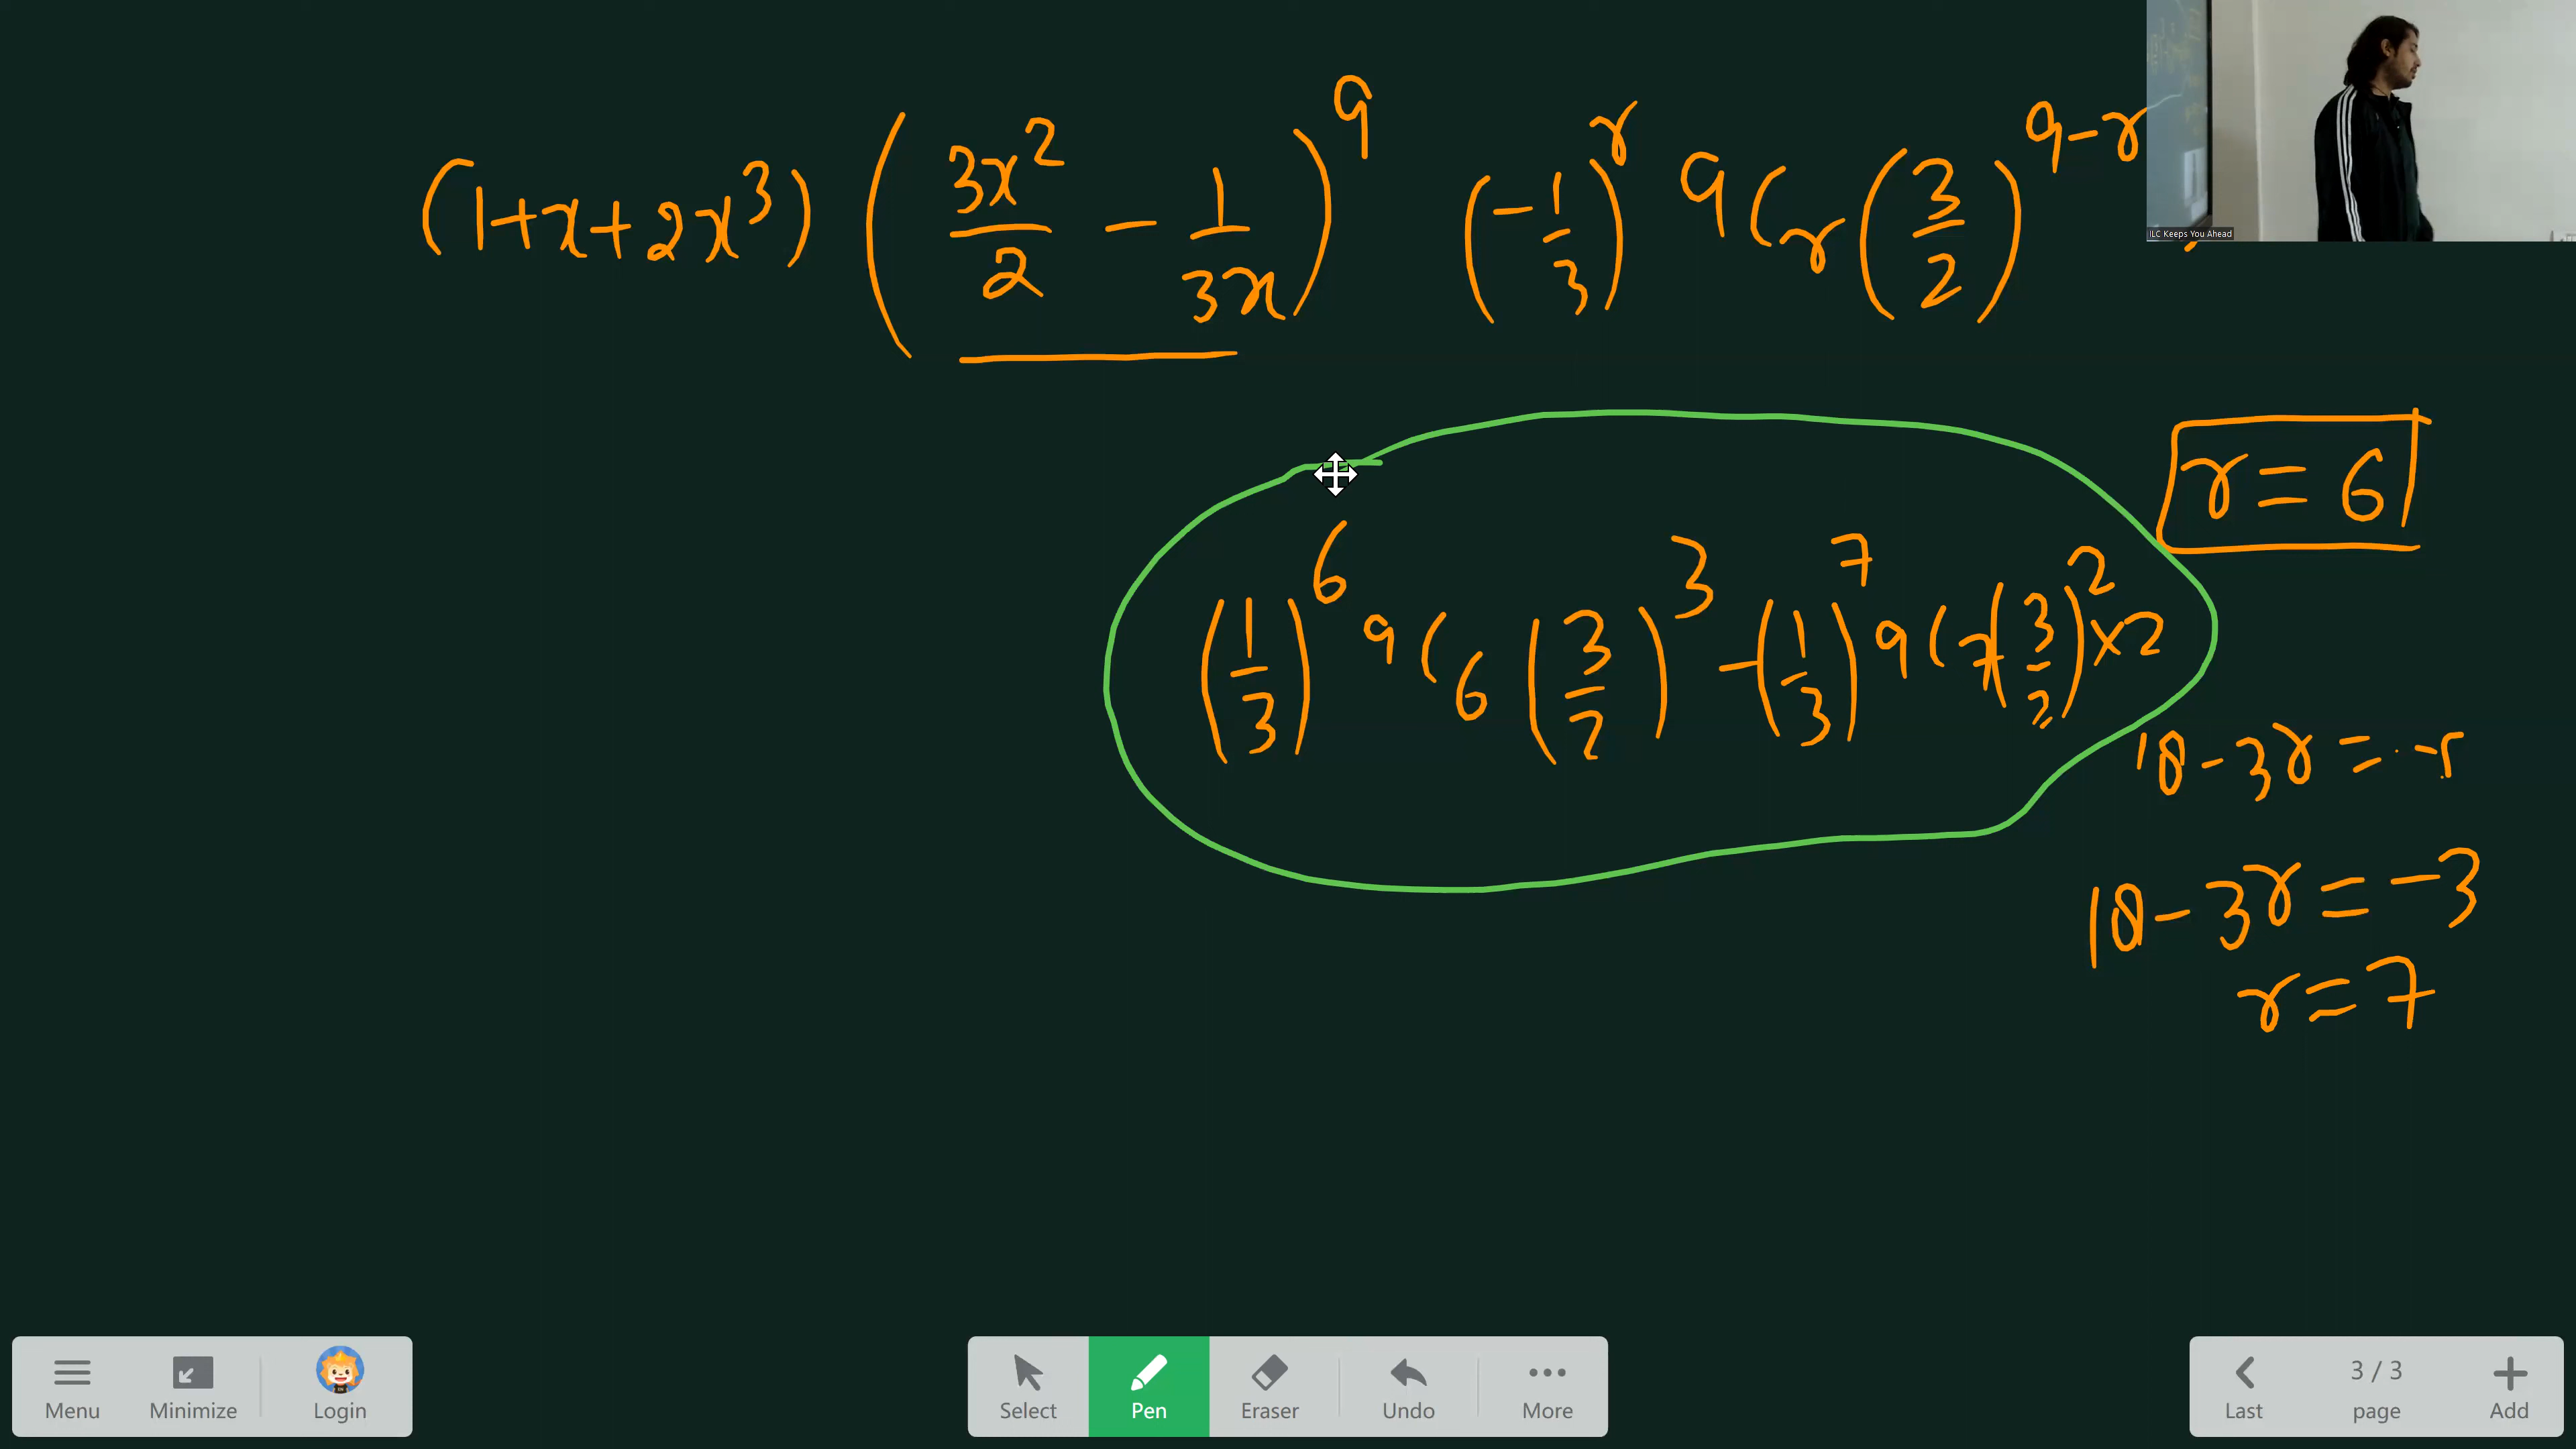 (1+x+2x³) (3x²/2 − 1/3x)⁹ (−1/3)ʳ ⁹Cᵣ (3/2)⁹⁻ʳ
ILC Keeps You Ahead
r = 6
(1/3)⁶ ⁹C₆ (3/2)³ −(1/3)⁷ ⁹C₇ (3/2)² ×2
18−3r = −1
18−3r = −3
r = 7
Menu Minimize Login
Select Pen Eraser Undo More
3 / 3
Last page Add